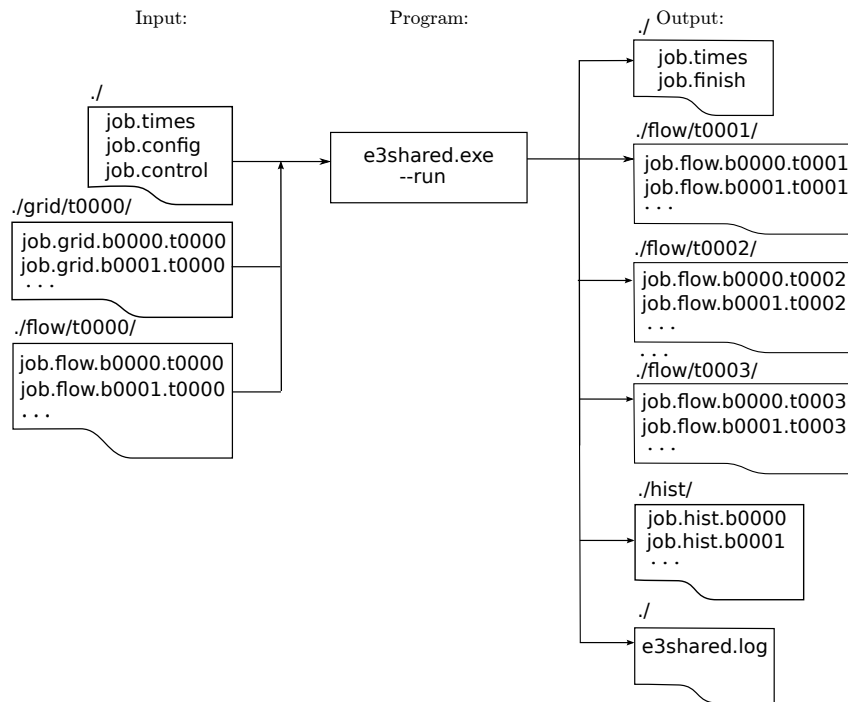 Input:
Program:
Output:
./
job.times
job.config
job.control
./grid/t0000/
job.grid.b0000.t0000
job.grid.b0001.t0000
...
./flow/t0000/
job.flow.b0000.t0000
job.flow.b0001.t0000
...
e3shared.exe
--run
./
job.times
job.finish
./flow/t0001/
job.flow.b0000.t0001
job.flow.b0001.t0001
...
./flow/t0002/
job.flow.b0000.t0002
job.flow.b0001.t0002
...
...
./flow/t0003/
job.flow.b0000.t0003
job.flow.b0001.t0003
...
./hist/
job.hist.b0000
job.hist.b0001
...
./
e3shared.log